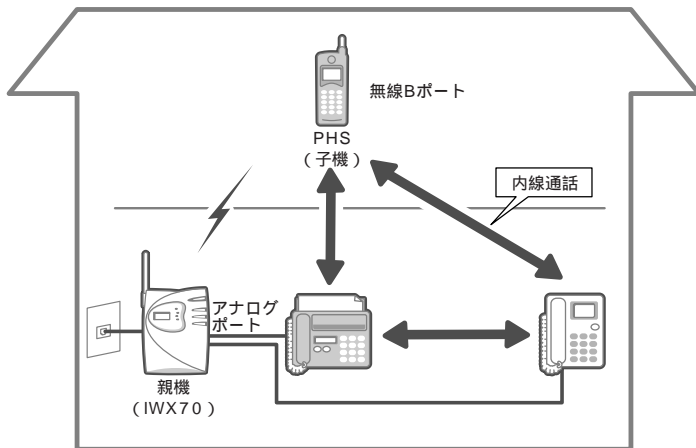 無線Bポート
PHS
（子機）
内線通話
アナログ
ポート
親機
（IWX70）